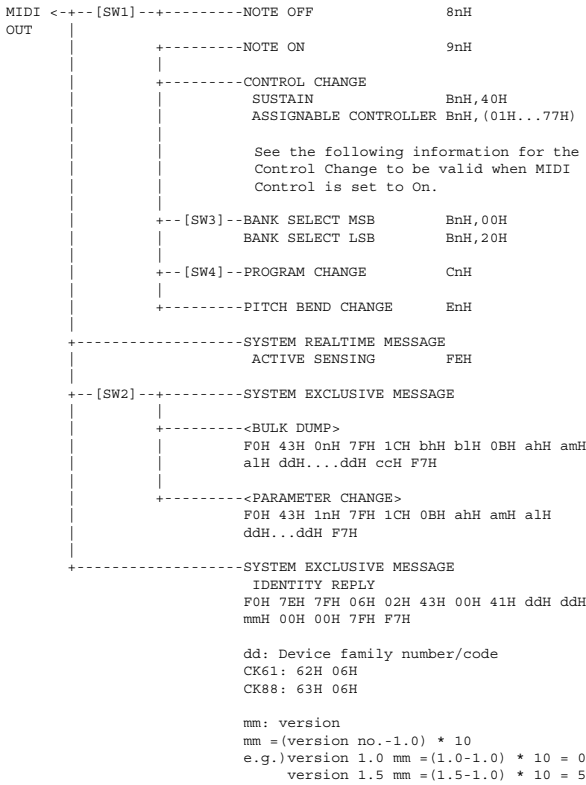 MIDI <-+--[SW1]--+---------NOTE OFF                8nH
OUT    |         |
       |         +---------NOTE ON                 9nH
       |         |
       |         +---------CONTROL CHANGE
       |         |          SUSTAIN                BnH,40H
       |         |          ASSIGNABLE CONTROLLER BnH,(01H...77H)
       |         |
       |         |          See the following information for the
       |         |          Control Change to be valid when MIDI
       |         |          Control is set to On.
       |         |
       |         +--[SW3]--BANK SELECT MSB         BnH,00H
       |         |         BANK SELECT LSB         BnH,20H
       |         |
       |         +--[SW4]--PROGRAM CHANGE          CnH
       |         |
       |         +---------PITCH BEND CHANGE       EnH
       |
       +-------------------SYSTEM REALTIME MESSAGE
       |                    ACTIVE SENSING         FEH
       |
       +--[SW2]--+---------SYSTEM EXCLUSIVE MESSAGE
       |         |
       |         +---------<BULK DUMP>
       |         |         F0H 43H 0nH 7FH 1CH bhH blH 0BH ahH amH
       |         |         alH ddH....ddH ccH F7H
       |         |
       |         +---------<PARAMETER CHANGE>
       |                   F0H 43H 1nH 7FH 1CH 0BH ahH amH alH
       |                   ddH...ddH F7H
       |
       +-------------------SYSTEM EXCLUSIVE MESSAGE
                            IDENTITY REPLY
                           F0H 7EH 7FH 06H 02H 43H 00H 41H ddH ddH
                           mmH 00H 00H 7FH F7H

                           dd: Device family number/code
                           CK61: 62H 06H
                           CK88: 63H 06H

                           mm: version
                           mm =(version no.-1.0) * 10
                           e.g.)version 1.0 mm =(1.0-1.0) * 10 = 0
                                version 1.5 mm =(1.5-1.0) * 10 = 5